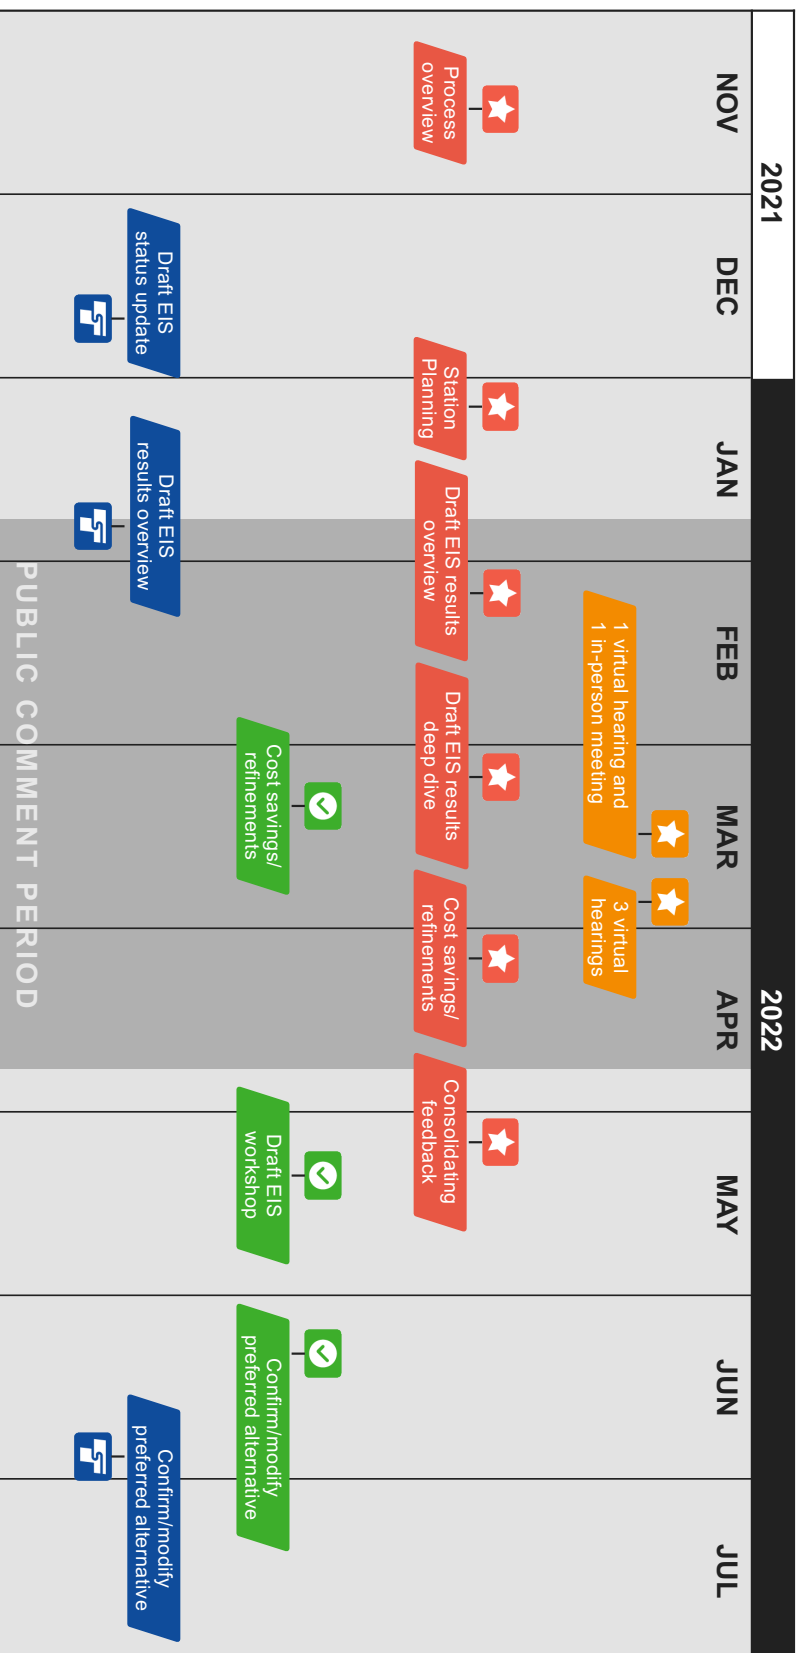 2021
2022
NOV
DEC
JAN
FEB
MAR
APR
MAY
JUN
JUL
1 virtual hearing and
1 in-person meeting
3 virtual
hearings
Process
overview
Station
Planning
Draft EIS results
overview
Draft EIS results
deep dive
Cost savings/
refinements
Consolidating
feedback
Cost savings/
refinements
Draft EIS
workshop
Confirm/modify
preferred alternative
Draft EIS
status update
Draft EIS
results overview
Confirm/modify
preferred alternative
PUBLIC COMMENT PERIOD